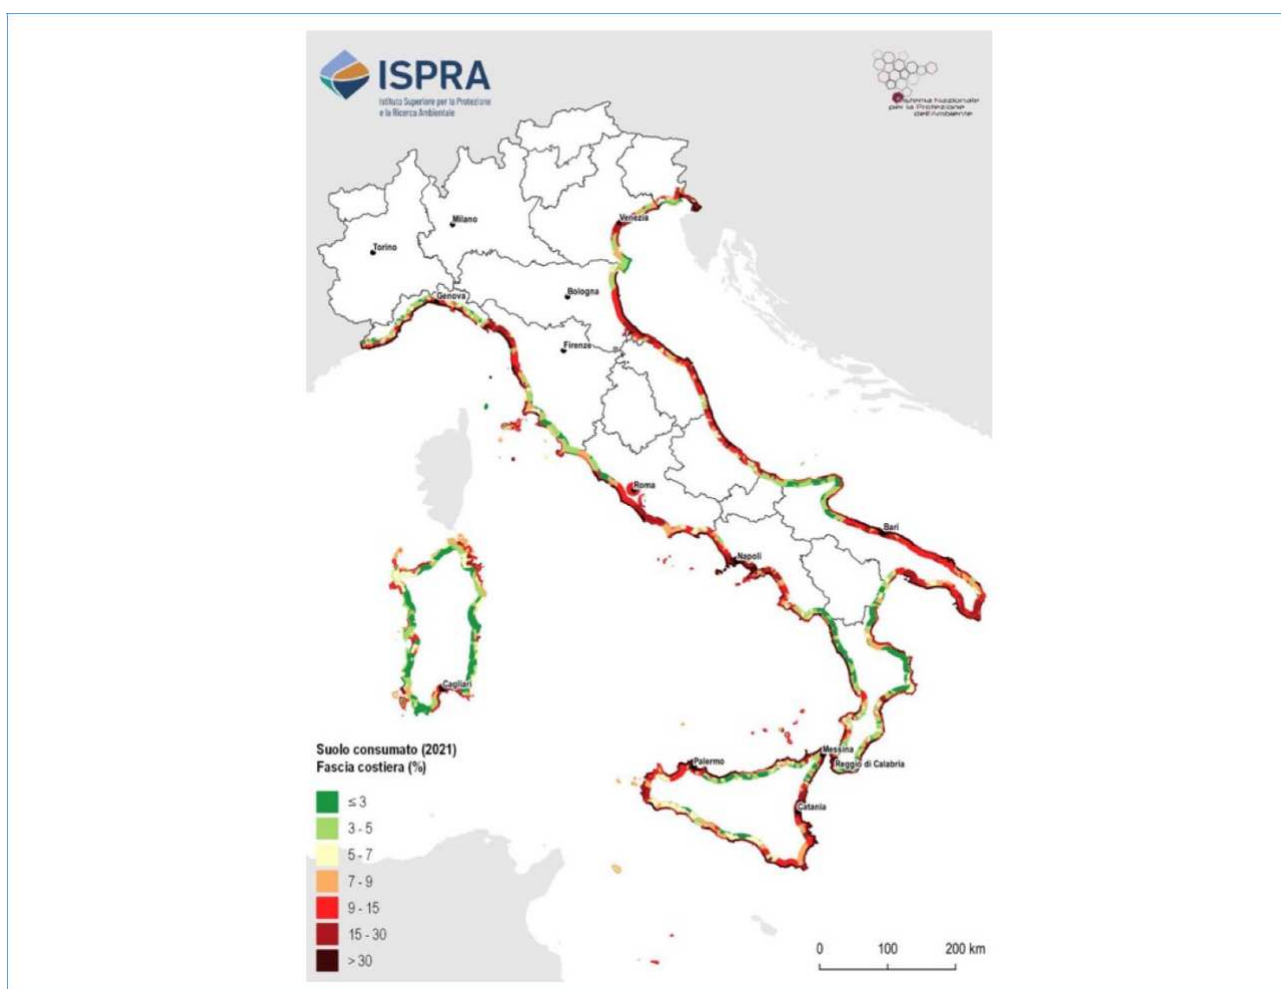 ISPRA
Istituto Superiore per la Protezione
e la Ricerca Ambientale
Sistema Nazionale
per la Protezione
dell'Ambiente
Milano
Venezia
Torino
Genova
Bologna
Firenze
Roma
Bari
Napoli
Cagliari
Messina
Palermo
Reggio di Calabria
Catania
Suolo consumato (2021)
Fascia costiera (%)
≤ 3
3 - 5
5 - 7
7 - 9
9 - 15
15 - 30
> 30
0 100 200 km